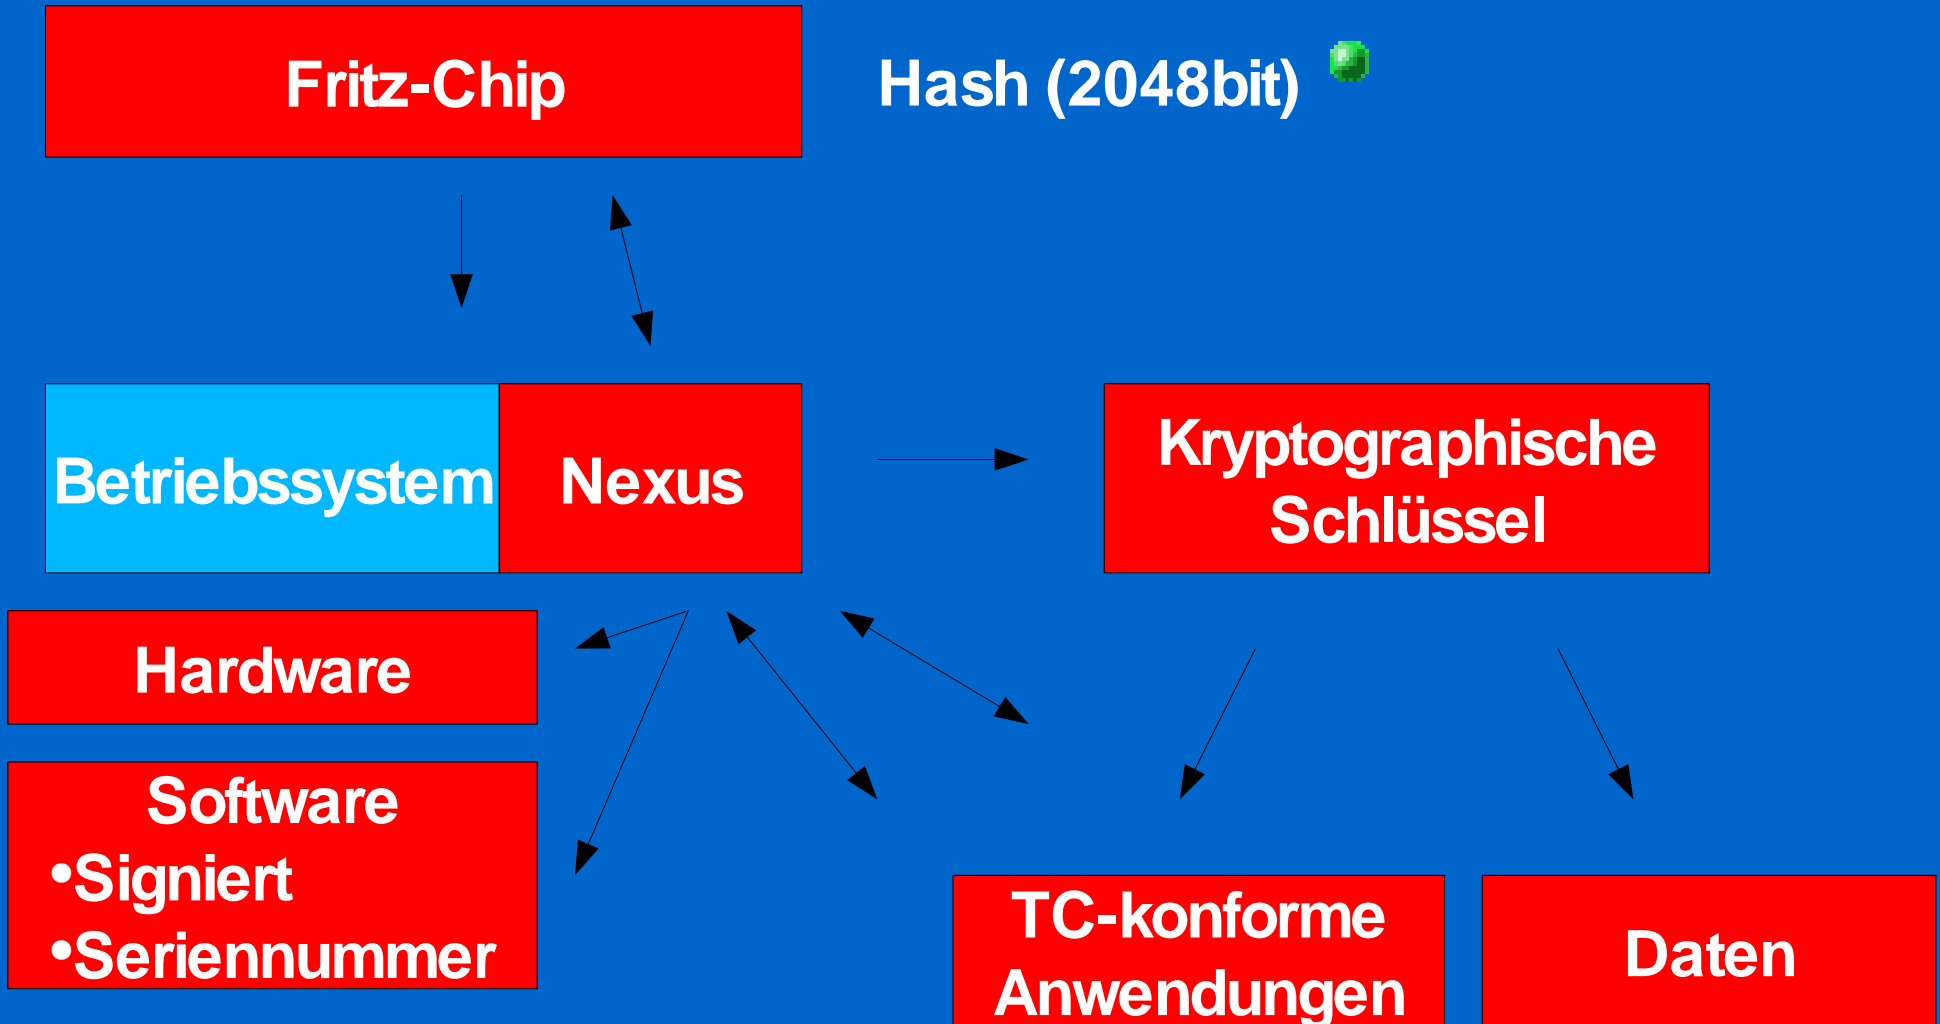 Fritz-Chip
Hash (2048bit)
Betriebssystem
Nexus
Kryptographische
Schlüssel
Hardware
Software
•Signiert
•Seriennummer
TC-konforme
Anwendungen
Daten